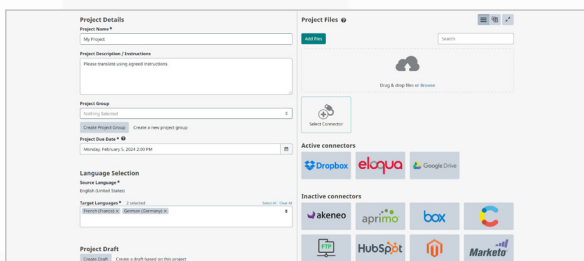 Project Details
Project Name *
My Project
Project Description / Instructions
Please translate using agreed instructions.
Project Group
Nothing Selected
Create Project Group Create a new project group
Project Due Date *
Monday, February 5, 2024 2:00 PM
Language Selection
Source Language *
English (United States)
Target Languages * 2 selected Select All Clear All
French (France) × German (Germany) ×
Project Draft
Create Draft Create a draft based on this project
Project Files
Add files
Search
Drag & drop files or Browse
Select Connector
Active connectors
Dropbox eloqua Google Drive
Inactive connectors
akeneo aprimo box
FTP HubSpot Marketo